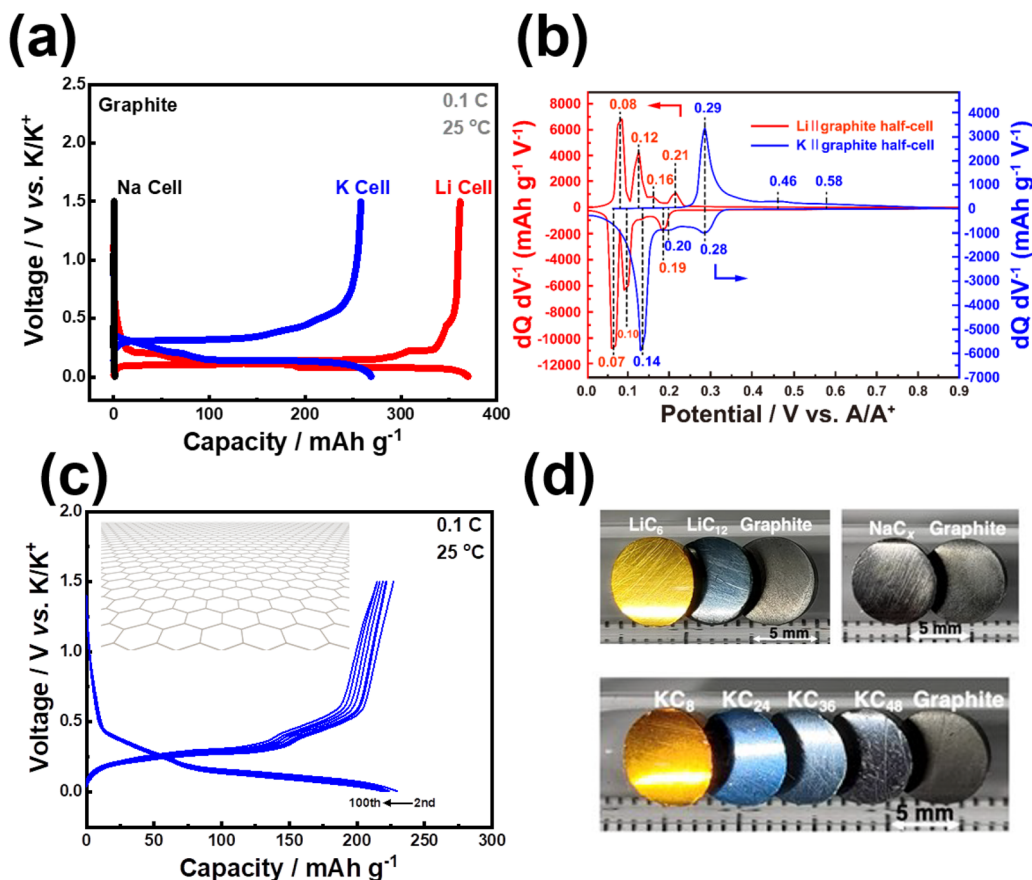 (a)
Voltage / V vs. K/K⁺
2.5
2.0
1.5
1.0
0.5
0.0
Graphite
0.1 C
25 °C
Na Cell
K Cell
Li Cell
0
100
200
300
400
Capacity / mAh g⁻¹
(b)
dQ dV⁻¹ (mAh g⁻¹ V⁻¹)
8000
6000
4000
2000
0
-2000
-4000
-6000
-8000
-10000
-12000
0.08
0.12
0.16
0.21
0.29
Li || graphite half-cell
K || graphite half-cell
0.46
0.58
0.20
0.28
0.19
0.10
0.07
0.14
4000
3000
2000
1000
0
-1000
-2000
-3000
-4000
-5000
-6000
-7000
dQ dV⁻¹ (mAh g⁻¹ V⁻¹)
0.0 0.1 0.2 0.3 0.4 0.5 0.6 0.7 0.8 0.9
Potential / V vs. A/A⁺
(c)
Voltage / V vs. K/K⁺
2.0
1.5
1.0
0.5
0.0
0.1 C
25 °C
100th
2nd
0 50 100 150 200 250 300
Capacity / mAh g⁻¹
(d)
LiC₆ LiC₁₂ Graphite
5 mm
NaCₓ Graphite
5 mm
KC₈ KC₂₄ KC₃₆ KC₄₈ Graphite
5 mm